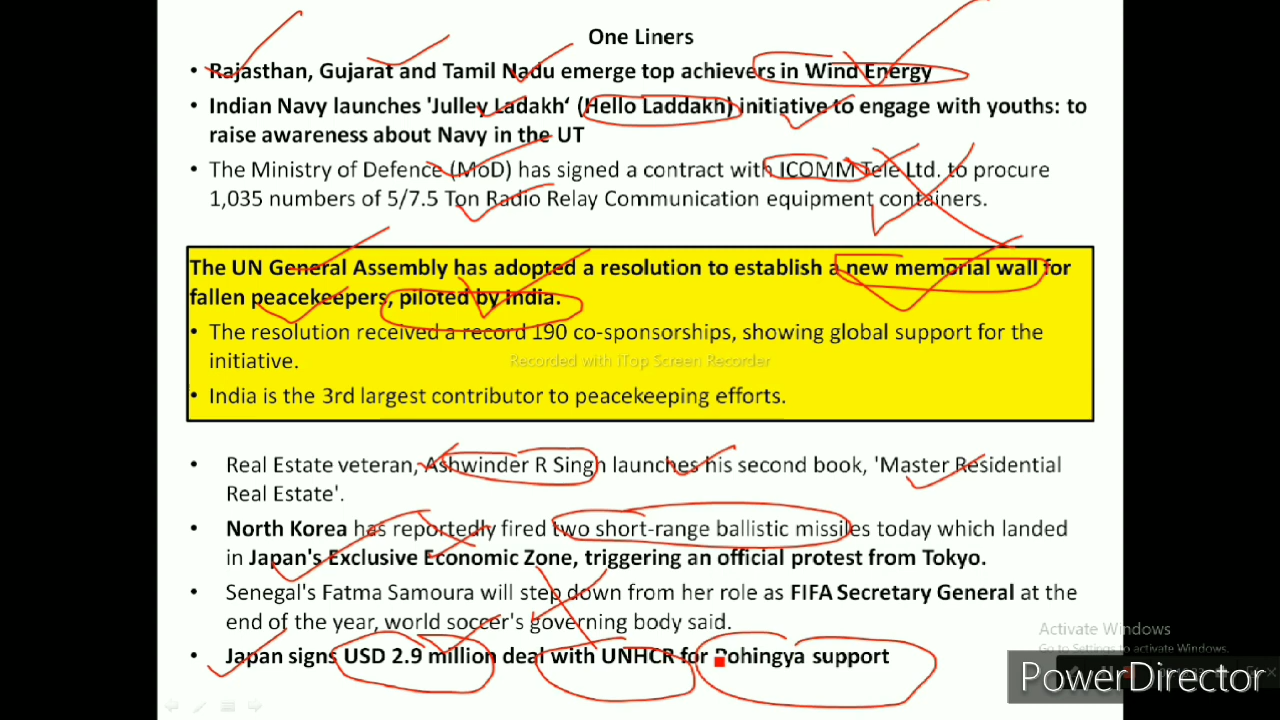 One Liners
• Rajasthan, Gujarat and Tamil Nadu emerge top achievers in Wind Energy
• Indian Navy launches 'Julley Ladakh‘ (Hello Laddakh) initiative to engage with youths: to
raise awareness about Navy in the UT
• The Ministry of Defence (MoD) has signed a contract with ICOMM Tele Ltd. to procure
1,035 numbers of 5/7.5 Ton Radio Relay Communication equipment containers.
The UN General Assembly has adopted a resolution to establish a new memorial wall for
fallen peacekeepers, piloted by India.
• The resolution received a record 190 co-sponsorships, showing global support for the
initiative.
Recorded with iTop Screen Recorder
• India is the 3rd largest contributor to peacekeeping efforts.
• Real Estate veteran, Ashwinder R Singh launches his second book, 'Master Residential
Real Estate'.
• North Korea has reportedly fired two short-range ballistic missiles today which landed
in Japan's Exclusive Economic Zone, triggering an official protest from Tokyo.
• Senegal's Fatma Samoura will step down from her role as FIFA Secretary General at the
end of the year, world soccer's governing body said.
• Japan signs USD 2.9 million deal with UNHCR for Rohingya support
Activate Windows
Go to Settings to activate Windows.
PowerDirector